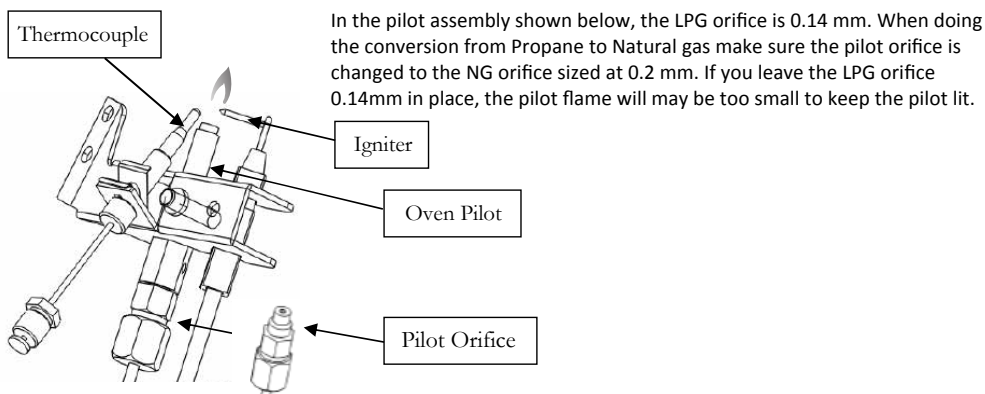 Thermocouple
In the pilot assembly shown below, the LPG orifice is 0.14 mm. When doing
the conversion from Propane to Natural gas make sure the pilot orifice is
changed to the NG orifice sized at 0.2 mm. If you leave the LPG orifice
0.14mm in place, the pilot flame will may be too small to keep the pilot lit.
Igniter
Oven Pilot
Pilot Orifice